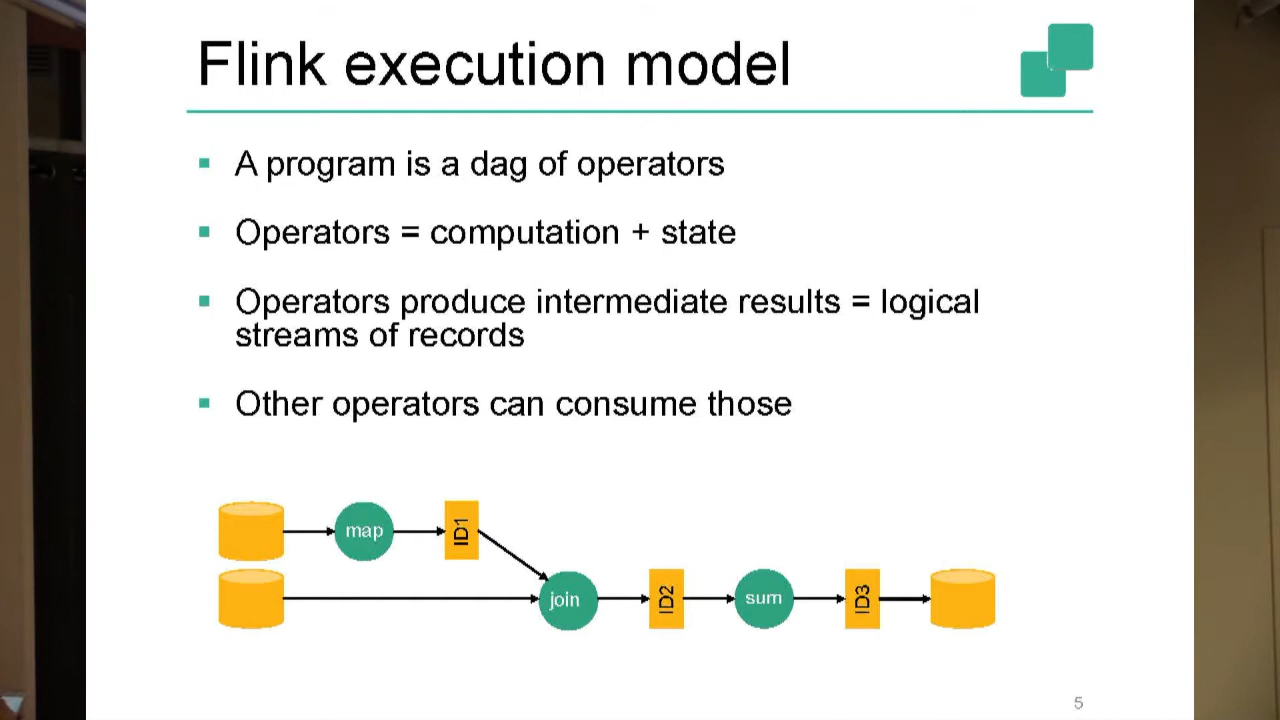 Flink execution model
A program is a dag of operators
Operators = computation + state
Operators produce intermediate results = logical
streams of records
Other operators can consume those
map
ID1
join
ID2
sum
ID3
5